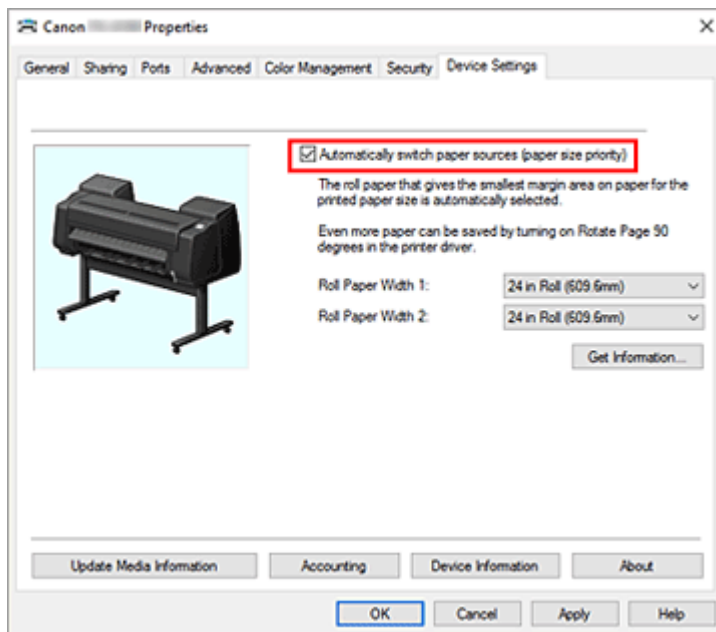 Canon Properties
General Sharing Ports Advanced Color Management Security Device Settings
Automatically switch paper sources (paper size priority)
The roll paper that gives the smallest margin area on paper for the
printed paper size is automatically selected.
Even more paper can be saved by turning on Rotate Page 90
degrees in the printer driver.
Roll Paper Width 1: 24 in Roll (609.6mm)
Roll Paper Width 2: 24 in Roll (609.6mm)
Get Information...
Update Media Information Accounting Device Information About
OK Cancel Apply Help